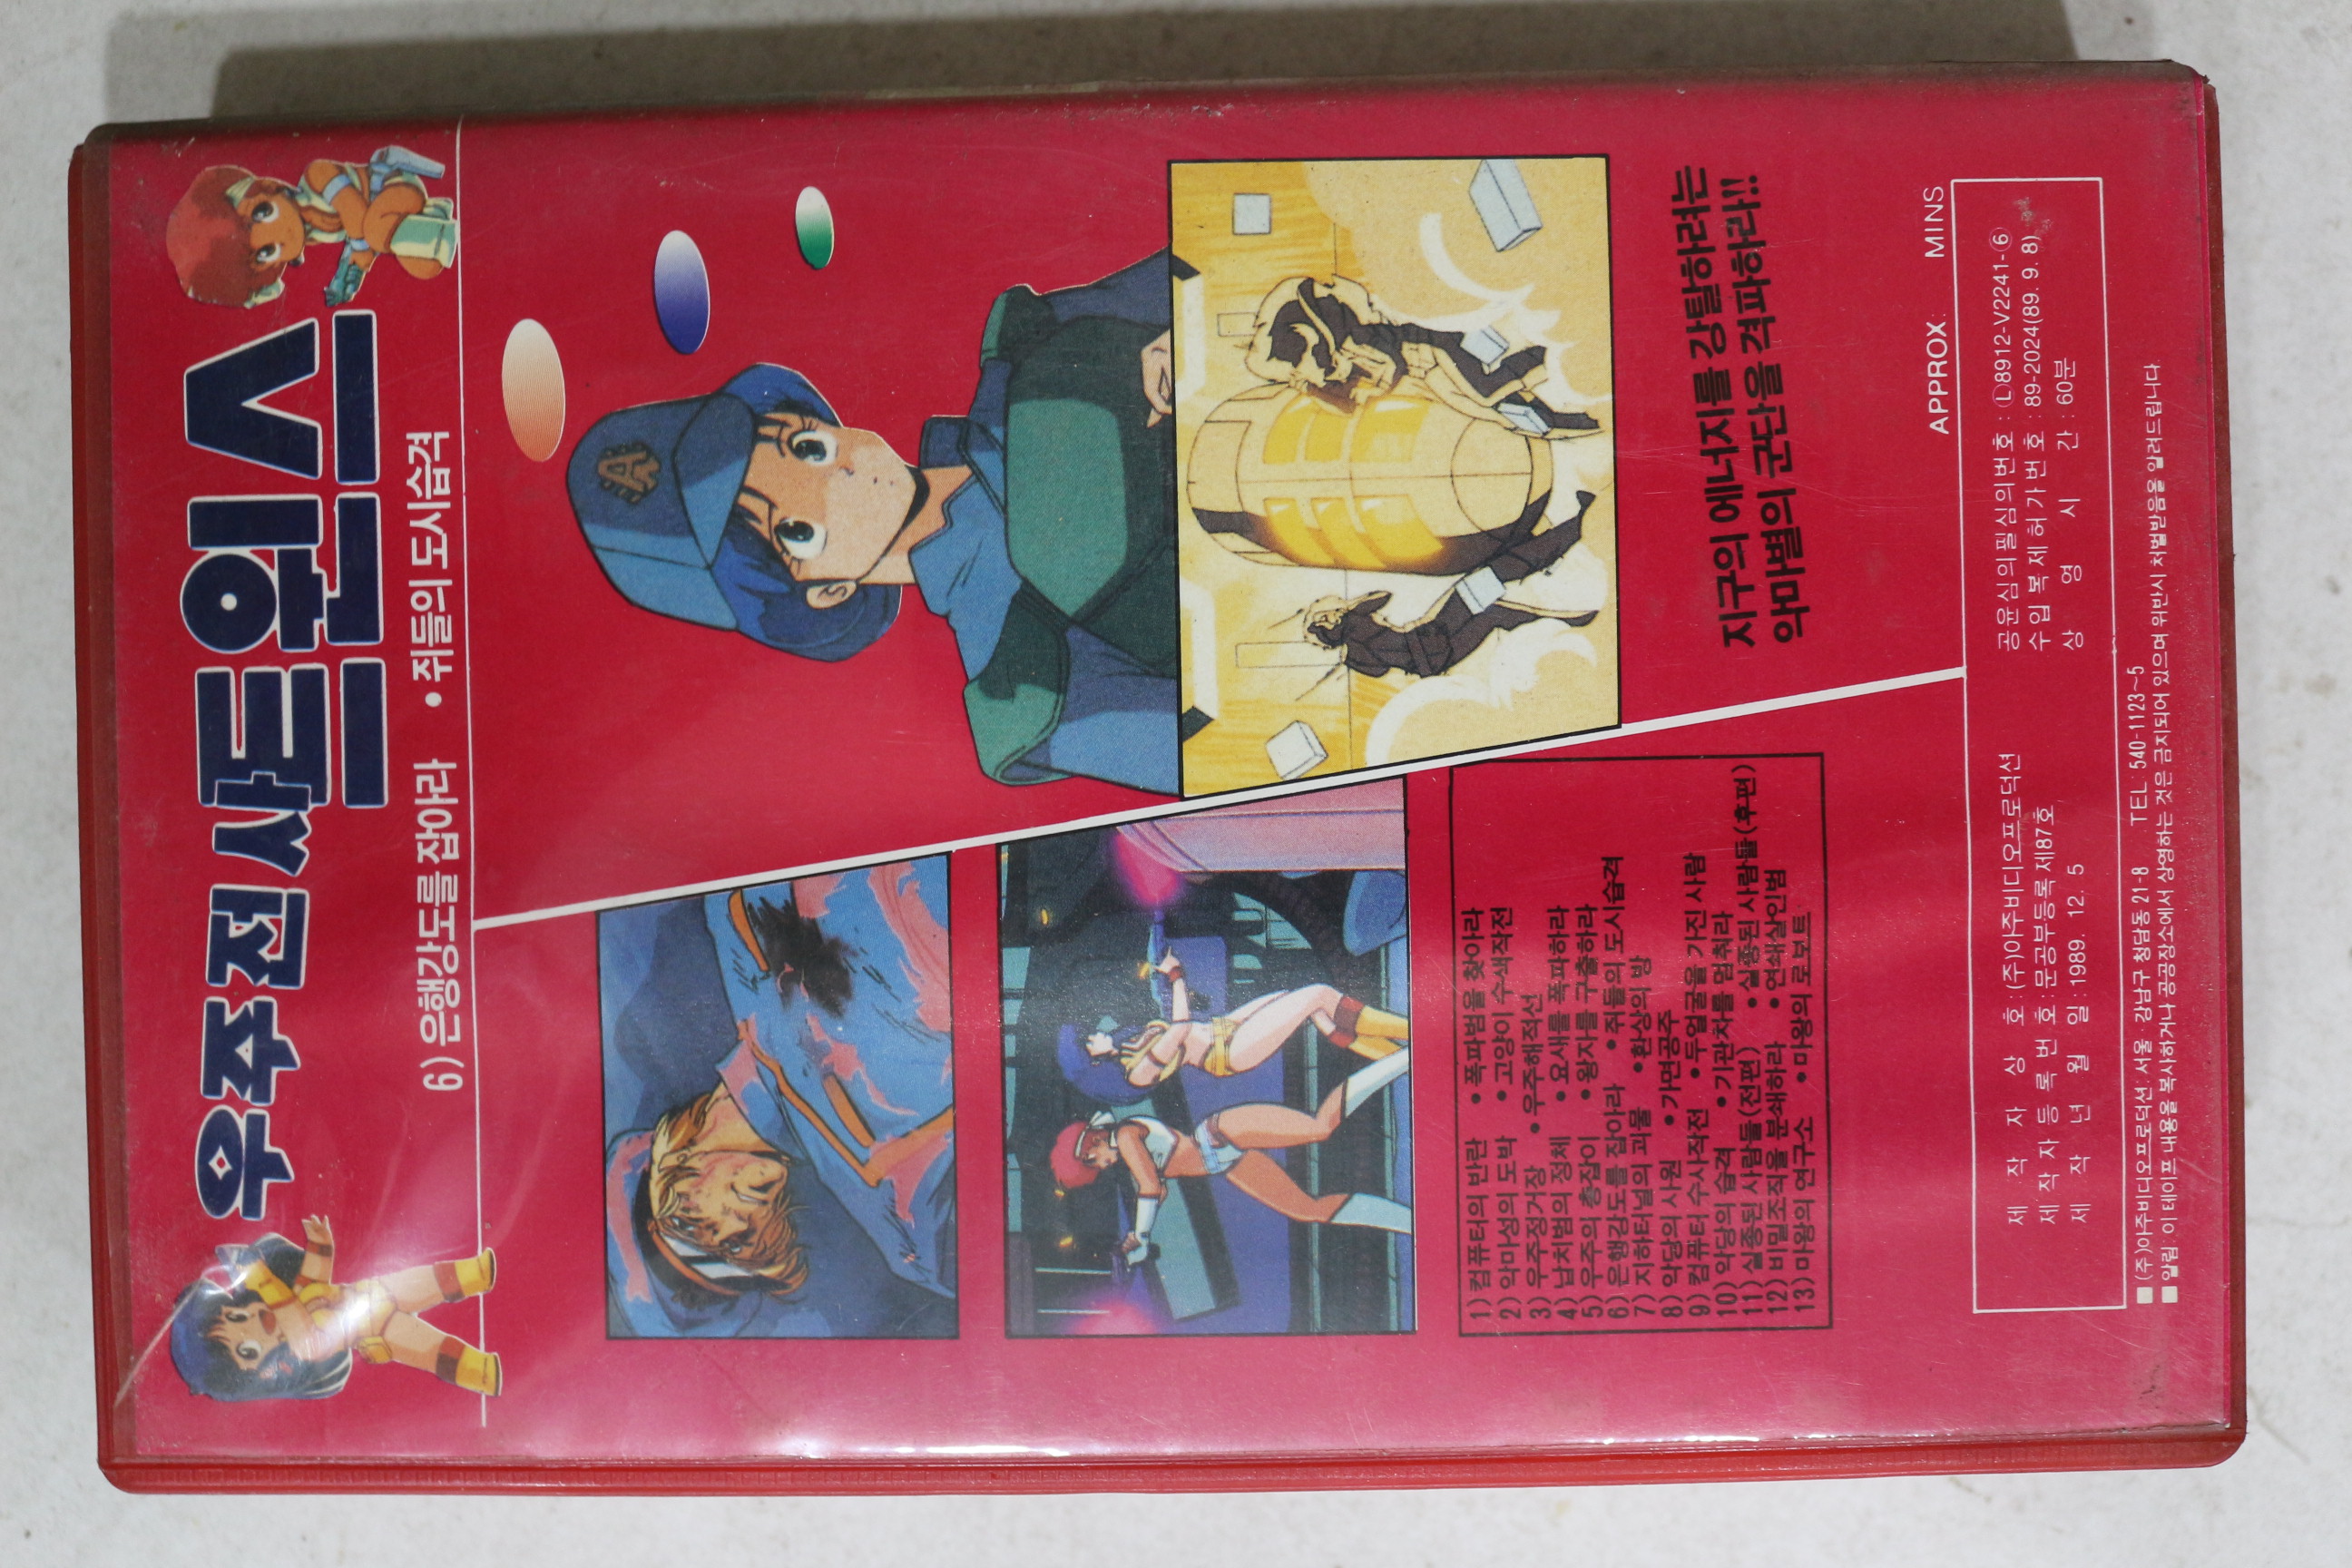 우주전사 트윈스
6) 은행강도를 잡아라 • 쥐들의 도시습격
A
지구의 에너지를 강탈하려는
악마별의 군단을 격파하라!!
1) 컴퓨터의 반란 • 폭파범을 찾아라
2) 악마성의 도박 • 고양이 수색작전
3) 우주정거장 • 우주해적선
4) 납치범의 정체 • 요새를 폭파하라
5) 우주의 총잡이 • 왕자를 구출하라
6) 은행강도를 잡아라 • 쥐들의 도시습격
7) 지하터널의 괴물 • 환상의 방
8) 악당의 사원 • 가면공주
9) 컴퓨터 수사작전 • 두얼굴을 가진 사람
10) 악당의 습격 • 기관차를 멈춰라
11) 실종된 사람들(전편) • 실종된 사람들(후편)
12) 비밀조직을 분쇄하라 • 연쇄살인범
13) 마왕의 연구소 • 마왕의 로보트
APPROX: MINS
제작자상호 : (주)아주비디오프로덕션
제작자등록번호 : 문공부등록 제87호
제작년월일 : 1989. 12. 5
공윤심의필심의번호 : Ⓛ8912-V2241-⑥
수입복제허가번호 : 89-2024(89. 9. 8)
상영시간 : 60분
■ (주)아주비디오프로덕션: 서울·강남구 청담동 21-8 TEL: 540-1123~5
■ 알림: 이 테이프 내용을 복사하거나 공공장소에서 상영하는 것은 금지되어 있으며 위반시 처벌받음을 알려드립니다